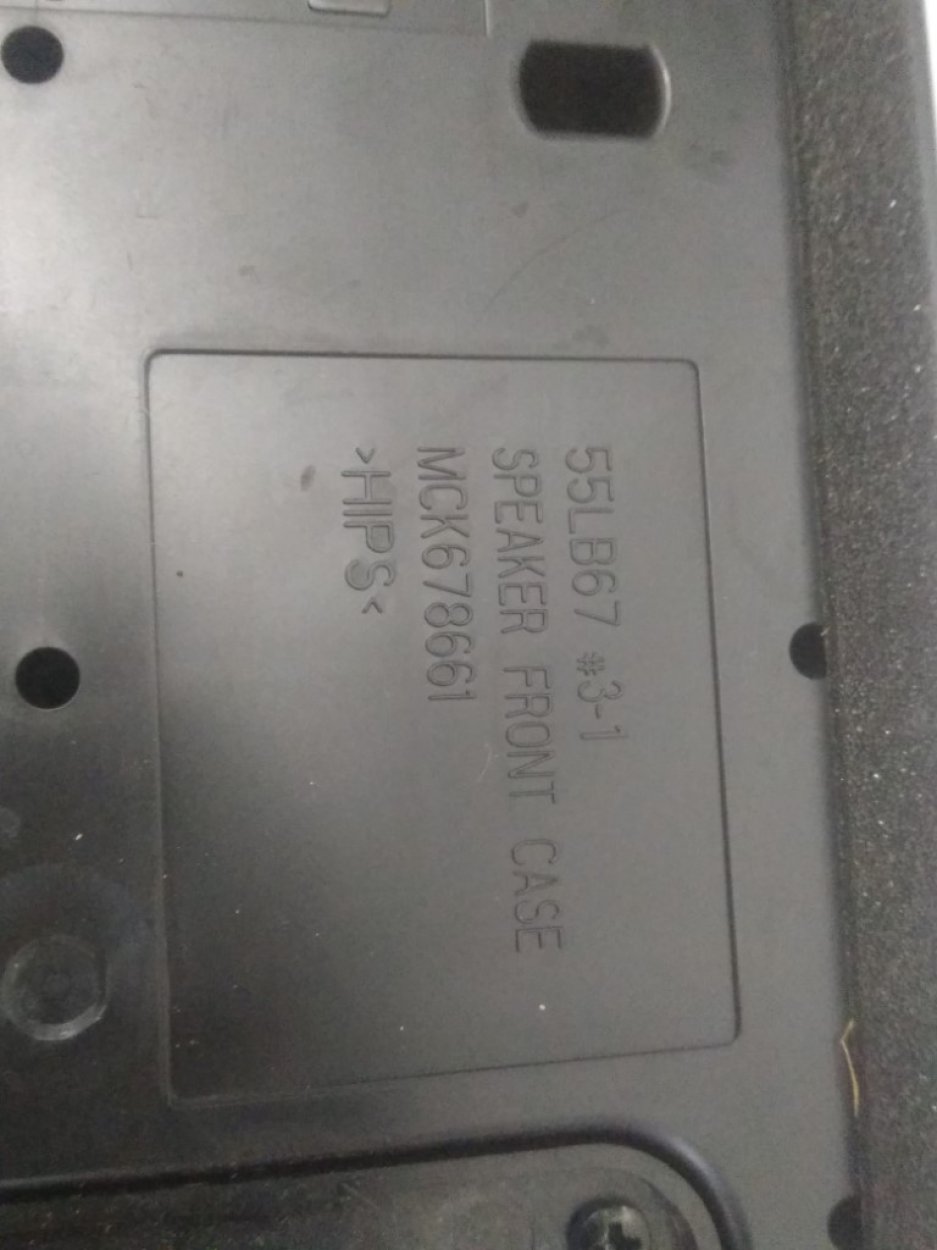 55LB67 #3-1
SPEAKER FRONT CASE
MCK678661
>HIPS<